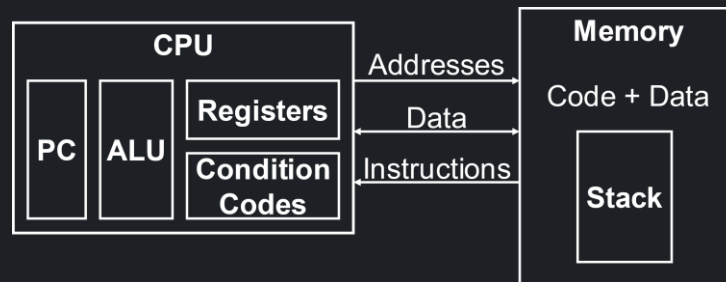 CPU
PC
ALU
Registers
Condition
Codes
Addresses
Data
Instructions
Memory
Code + Data
Stack